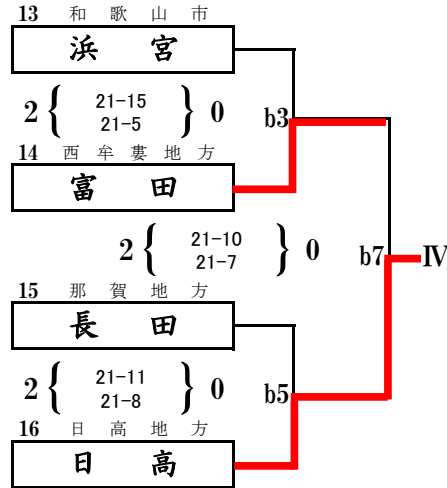 13 和歌山市
浜宮
2 { 21-15 } 0
21-5
b3
14 西牟婁地方
富田
2 { 21-10 } 0
21-7
b7 Ⅳ
15 那賀地方
長田
2 { 21-11 } 0
21-8
b5
16 日高地方
日高